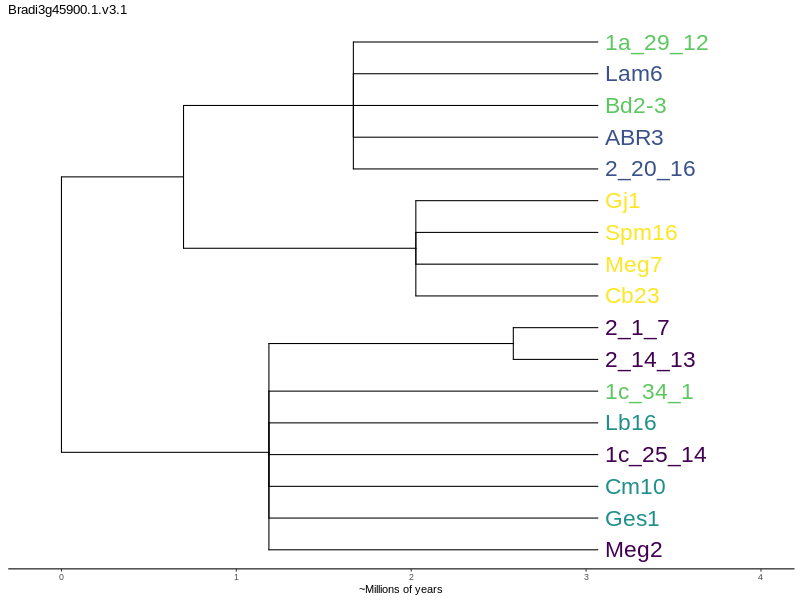 Bradi3g45900.1.v3.1
1a_29_12
Lam6
Bd2-3
ABR3
2_20_16
Gj1
Spm16
Meg7
Cb23
2_1_7
2_14_13
1c_34_1
Lb16
1c_25_14
Cm10
Ges1
Meg2
0 1 2 3 4
~Millions of years